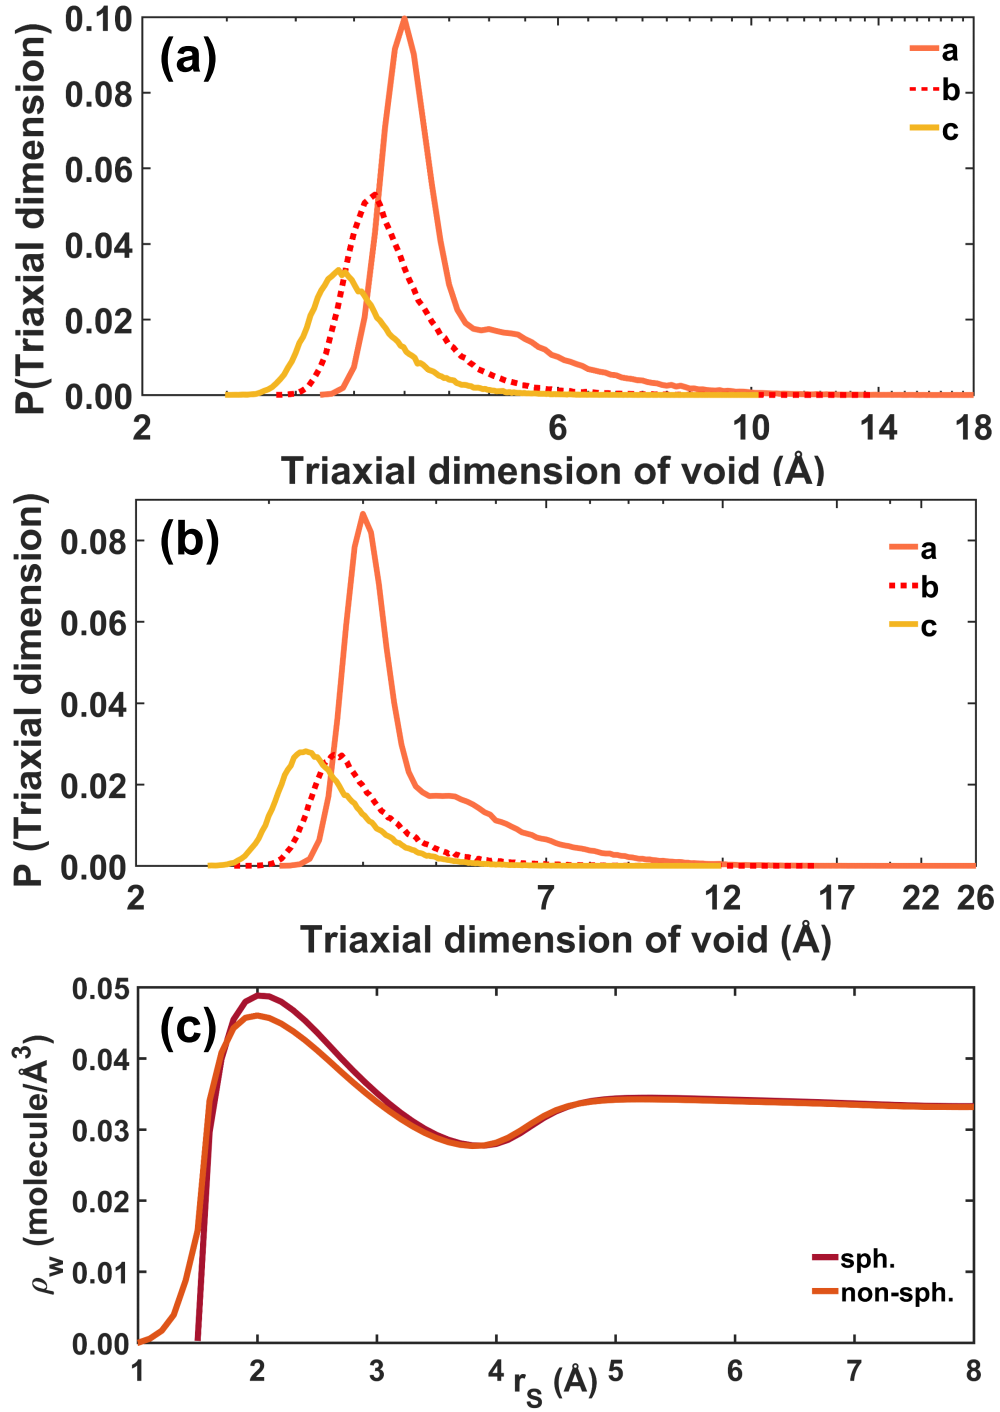 (a)
P(Triaxial dimension)
0.10
0.08
0.06
0.04
0.02
0.00
a
b
c
2 6 10 14 18
Triaxial dimension of void (Å)
(b)
P (Triaxial dimension)
0.08
0.06
0.04
0.02
0.00
a
b
c
2 7 12 17 22 26
Triaxial dimension of void (Å)
(c)
ρw (molecule/Å3)
0.05
0.04
0.03
0.02
0.01
0.00
sph.
non-sph.
1 2 3 4 5 6 7 8
rS (Å)